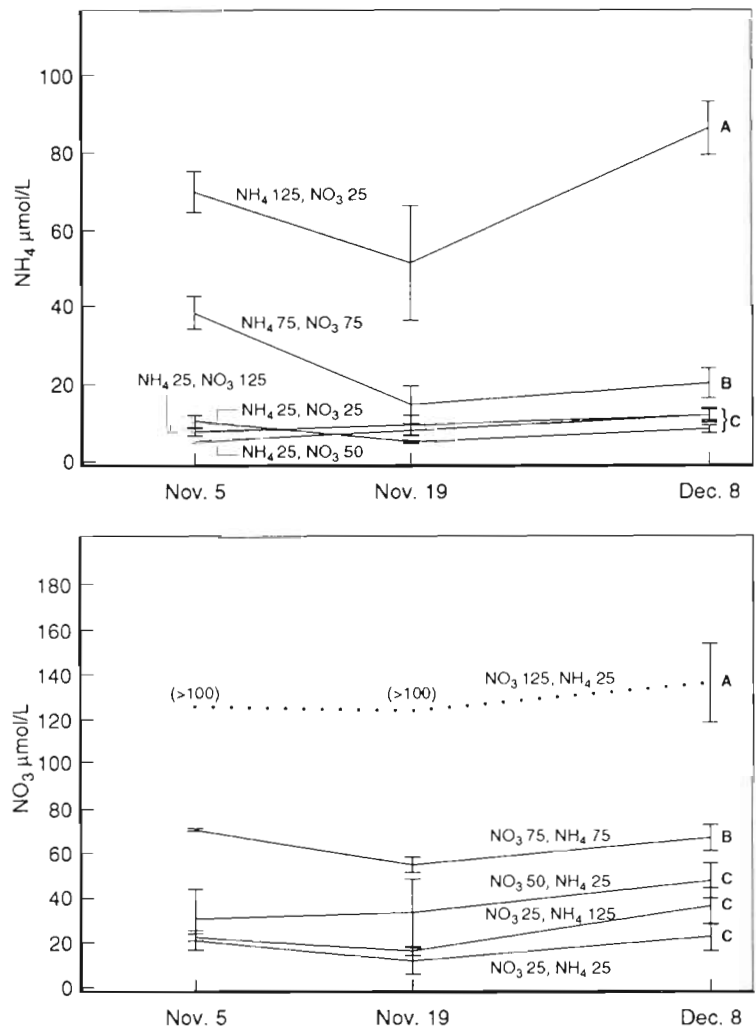 100
80
60
40
20
0
NH₄ μmol/L
NH₄ 125, NO₃ 25
NH₄ 75, NO₃ 75
NH₄ 25, NO₃ 125
NH₄ 25, NO₃ 25
NH₄ 25, NO₃ 50
A
B
}C
Nov. 5 Nov. 19 Dec. 8
180
160
140
120
100
80
60
40
20
0
NO₃ μmol/L
(>100) (>100)
NO₃ 125, NH₄ 25
A
NO₃ 75, NH₄ 75
B
NO₃ 50, NH₄ 25
C
NO₃ 25, NH₄ 125
C
NO₃ 25, NH₄ 25
C
Nov. 5 Nov. 19 Dec. 8